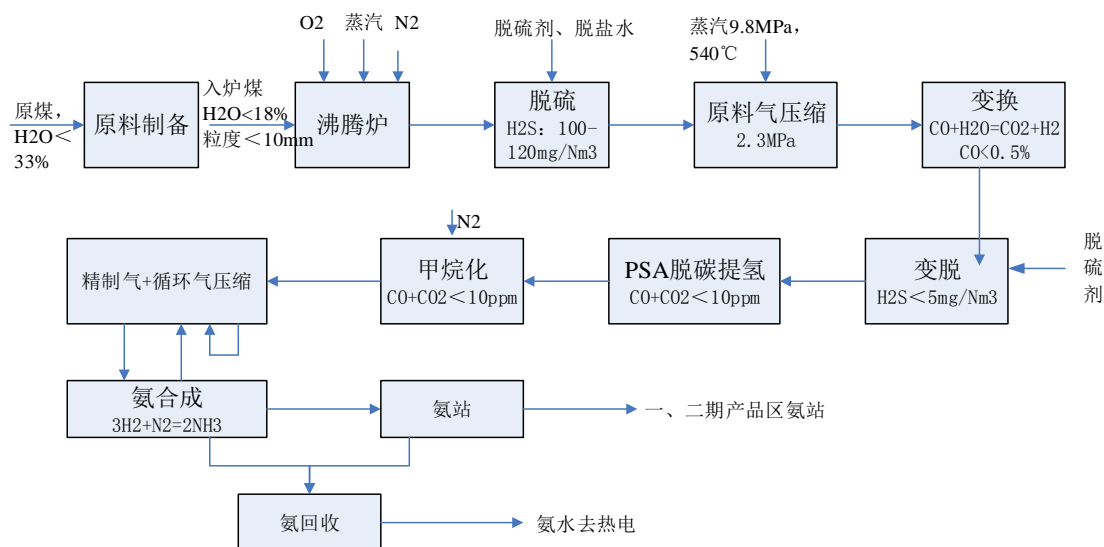 O2
蒸汽
N2
脱硫剂、脱盐水
蒸汽9.8MPa，
540℃
原煤，
H2O<
33%
原料制备
入炉煤
H2O<18%
粒度<10mm
沸腾炉
脱硫
H2S：100-
120mg/Nm3
原料气压缩
2.3MPa
变换
CO+H2O=CO2+H2
CO<0.5%
N2
精制气+循环气压缩
甲烷化
CO+CO2<10ppm
PSA脱碳提氢
CO+CO2<10ppm
变脱
H2S<5mg/Nm3
脱
硫
剂
氨合成
3H2+N2=2NH3
氨站
一、二期产品区氨站
氨回收
氨水去热电